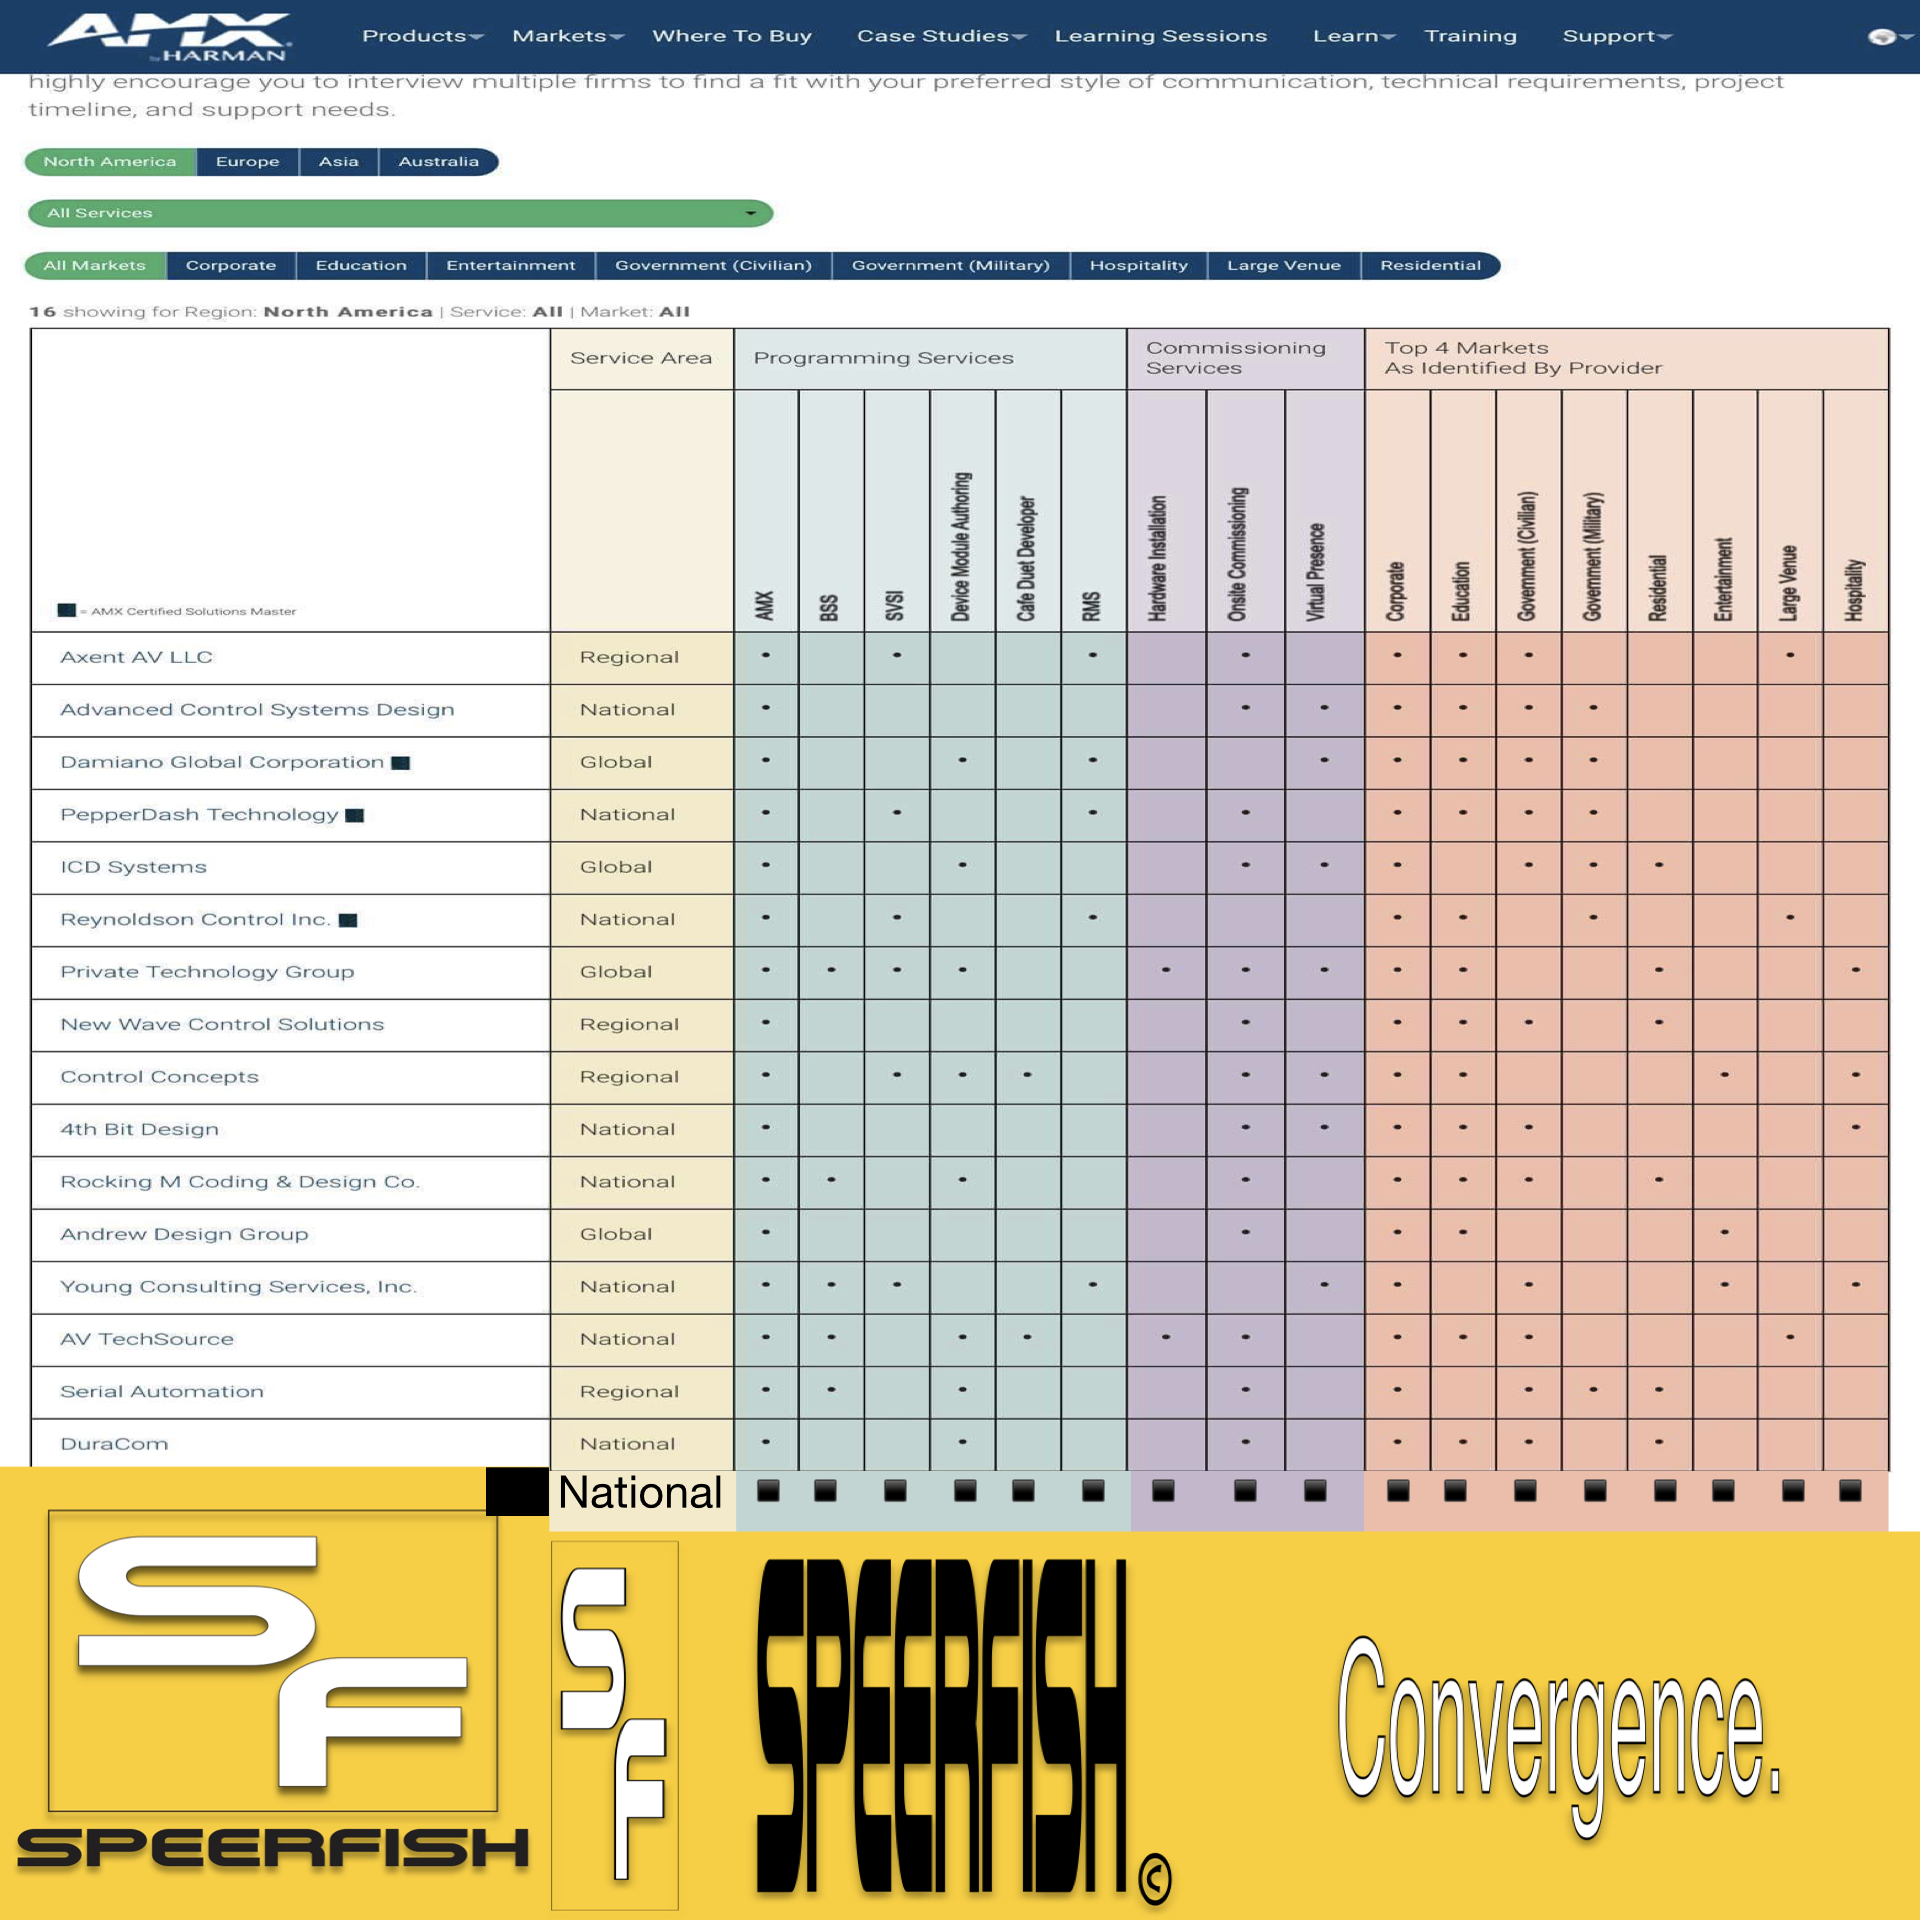 AMX
by HARMAN
Products Markets Where To Buy Case Studies Learning Sessions Learn Training Support
highly encourage you to interview multiple firms to find a fit with your preferred style of communication, technical requirements, project
timeline, and support needs.
North America Europe Asia Australia
All Services
All Markets Corporate Education Entertainment Government (Civilian) Government (Military) Hospitality Large Venue Residential
16 showing for Region: North America | Service: All | Market: All
Service Area Programming Services Commissioning Services Top 4 Markets
As Identified By Provider
= AMX Certified Solutions Master
AMX
BSS
SVSI
Device Module Authoring
Cafe Duet Developer
RMS
Hardware Installation
Onsite Commissioning
Virtual Presence
Corporate
Education
Government (Civilian)
Government (Military)
Residential
Entertainment
Large Venue
Hospitality
Axent AV LLC Regional • • • • • • • •
Advanced Control Systems Design National • • • • • • •
Damiano Global Corporation Global • • • • • • • •
PepperDash Technology National • • • • • • • •
ICD Systems Global • • • • • • • •
Reynoldson Control Inc. National • • • • • • •
Private Technology Group Global • • • • • • • • • • •
New Wave Control Solutions Regional • • • • • •
Control Concepts Regional • • • • • • • • • •
4th Bit Design National • • • • • • •
Rocking M Coding & Design Co. National • • • • • • • •
Andrew Design Group Global • • • • •
Young Consulting Services, Inc. National • • • • • • • • •
AV TechSource National • • • • • • • • • •
Serial Automation Regional • • • • • • • •
DuraCom National • • • • • • •
National
SF
SPEERFISH
SF
SPEERFISH ©
Convergence.